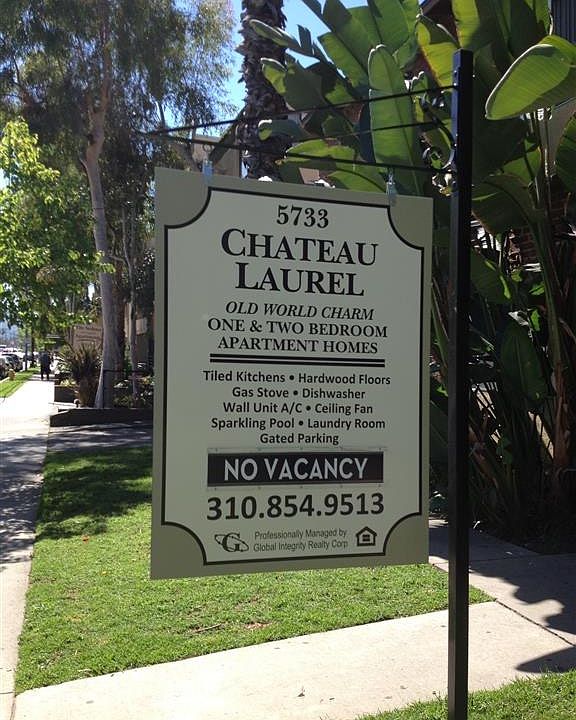 5733
CHATEAU
LAUREL
OLD WORLD CHARM
ONE & TWO BEDROOM
APARTMENT HOMES
Tiled Kitchens • Hardwood Floors
Gas Stove • Dishwasher
Wall Unit A/C • Ceiling Fan
Sparkling Pool • Laundry Room
Gated Parking
NO VACANCY
310.854.9513
G
Professionally Managed by
Global Integrity Realty Corp